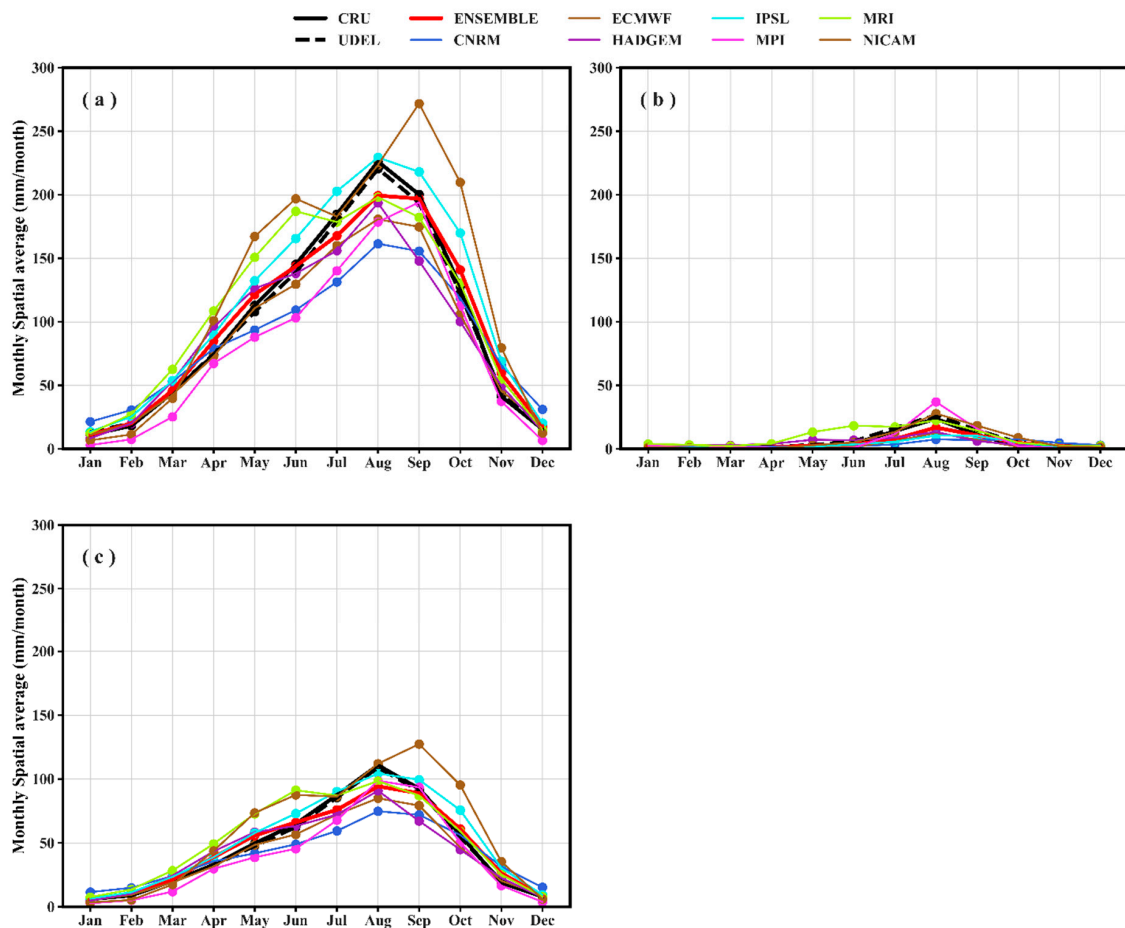 CRU ENSEMBLE ECMWF IPSL MRI
UDEL CNRM HADGEM MPI NICAM
Monthly Spatial average (mm/month)
300
250
200
150
100
50
0
( a )
Jan Feb Mar Apr May Jun Jul Aug Sep Oct Nov Dec
300
250
200
150
100
50
0
( b )
Jan Feb Mar Apr May Jun Jul Aug Sep Oct Nov Dec
Monthly Spatial average (mm/month)
300
250
200
150
100
50
0
( c )
Jan Feb Mar Apr May Jun Jul Aug Sep Oct Nov Dec